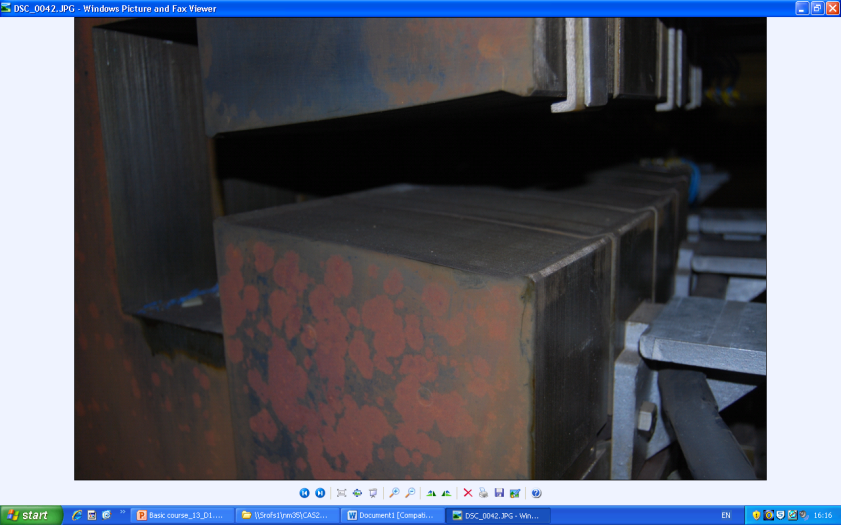 DSC_0042.JPG - Windows Picture and Fax Viewer
start
Basic course_13_D1....
\\Srofs1\nm35\CAS2...
Document1 [Compati...
DSC_0042.JPG - Win...
EN
16:16